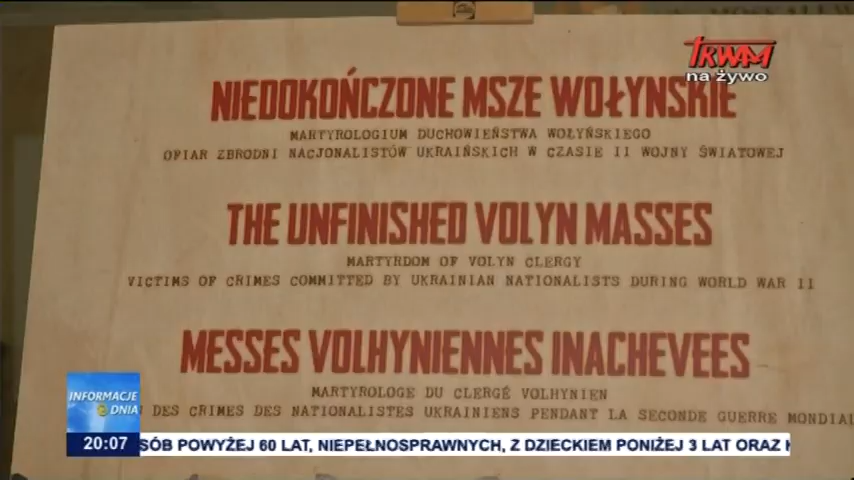 TRWAM
na żywo
NIEDOKOŃCZONE MSZE WOŁYŃSKIE
MARTYROLOGIUM DUCHOWIEŃSTWA WOŁYŃSKIEGO
OFIAR ZBRODNI NACJONALISTÓW UKRAIŃSKICH W CZASIE II WOJNY ŚWIATOWEJ
THE UNFINISHED VOLYN MASSES
MARTYRDOM OF VOLYN CLERGY
VICTIMS OF CRIMES COMMITTED BY UKRAINIAN NATIONALISTS DURING WORLD WAR II
MESSES VOLHYNIENNES INACHEVEES
MARTYROLOGE DU CLERGÉ VOLHYNIEN
DES CRIMES DES NATIONALISTES UKRAINIENS PENDANT LA SECONDE GUERRE MONDIAL
INFORMACJE
DNIA
20:07 SÓB POWYŻEJ 60 LAT, NIEPEŁNOSPRAWNYCH, Z DZIECKIEM PONIŻEJ 3 LAT ORAZ